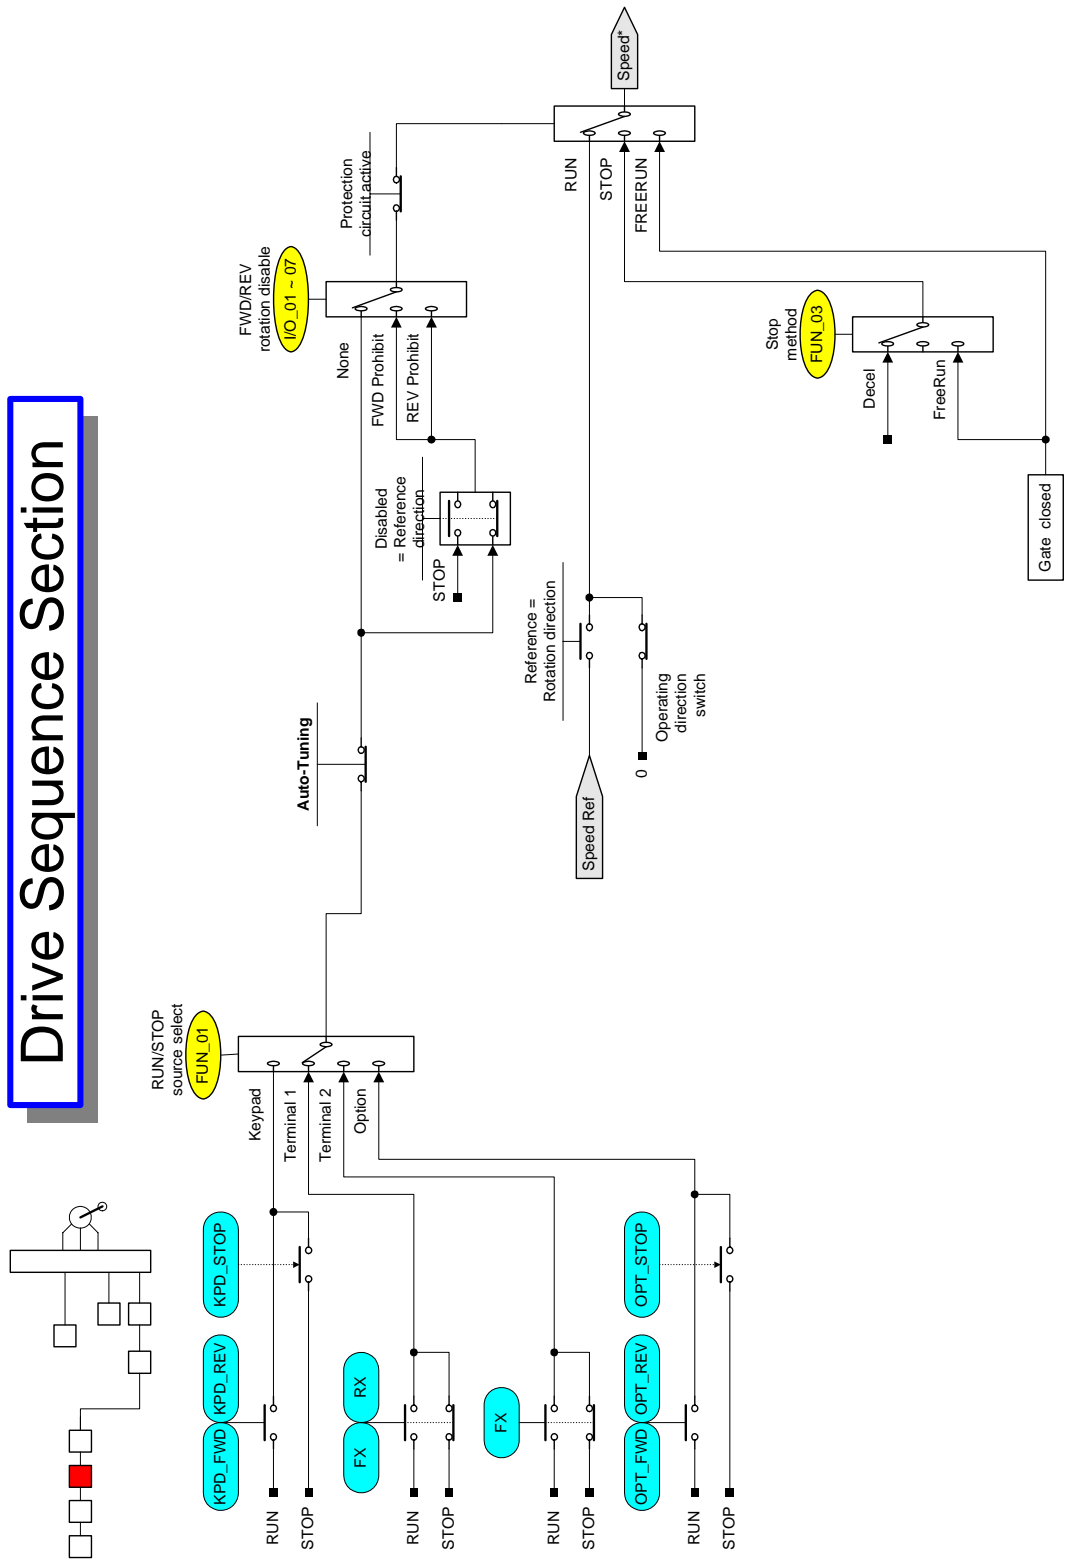 Drive Sequence Section
KPD_FWD
KPD_REV
KPD_STOP
RUN
STOP
FX
RX
RUN
STOP
FX
RUN
STOP
OPT_FWD
OPT_REV
OPT_STOP
RUN
STOP
RUN/STOP
source select
FUN_01
Keypad
Terminal 1
Terminal 2
Option
Auto-Tuning
STOP
Disabled
= Reference
direction
FWD/REV
rotation disable
I/O_01 ~ 07
None
FWD Prohibit
REV Prohibit
Protection
circuit active
Speed Ref
Reference =
Rotation direction
0
Operating
direction
switch
Gate closed
Stop
method
FUN_03
Decel
FreeRun
RUN
STOP
FREERUN
Speed*